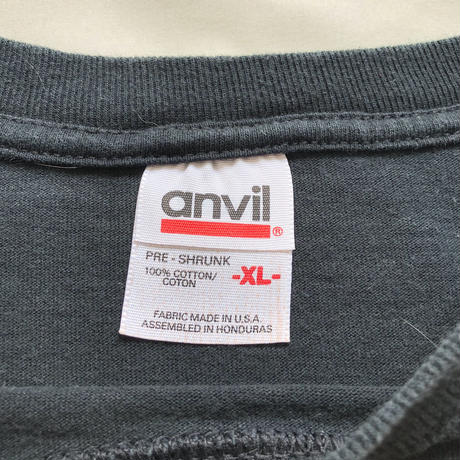 anvil®
PRE - SHRUNK
100% COTTON/
COTON
-XL-
FABRIC MADE IN U.S.A.
ASSEMBLED IN HONDURAS